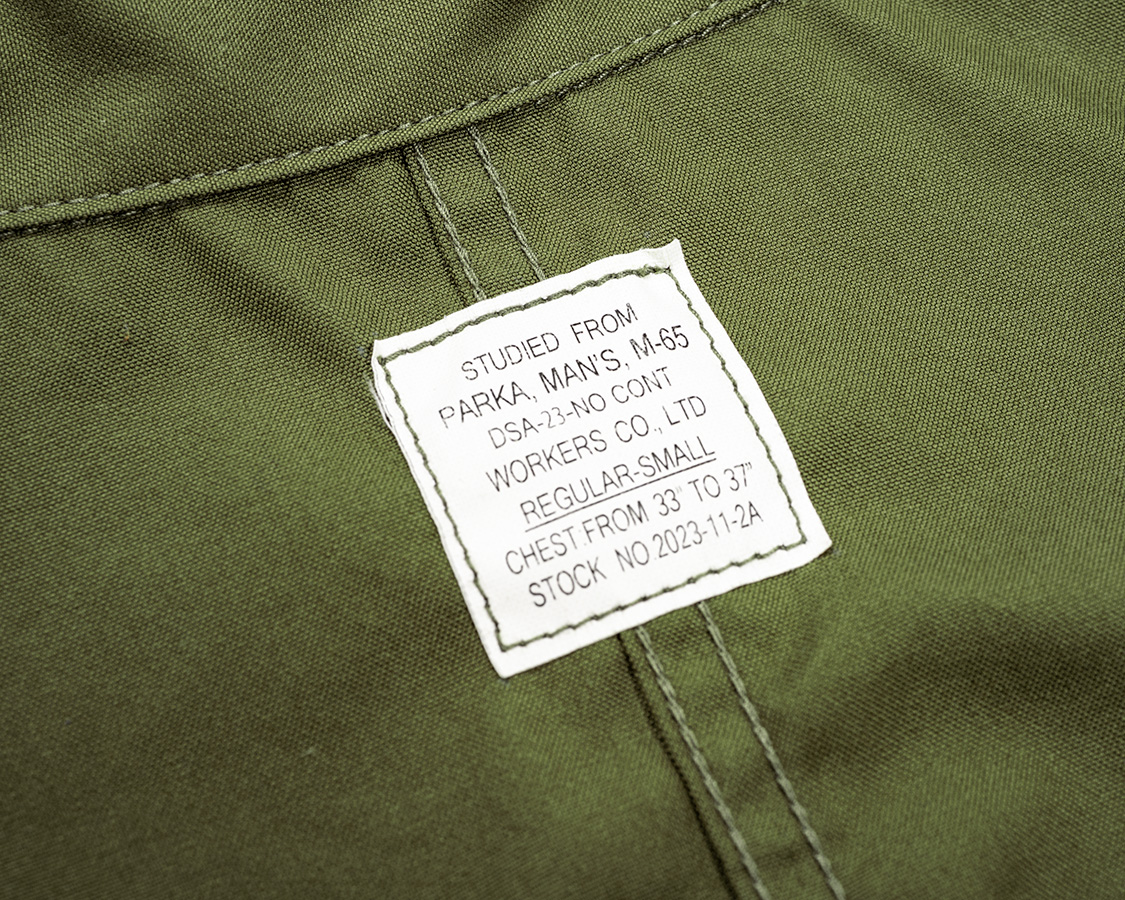 STUDIED FROM
PARKA, MAN'S, M-65
DSA-23-NO CONT
WORKERS CO., LTD
REGULAR-SMALL
CHEST.FROM 33" TO 37"
STOCK NO.2023-11-2A